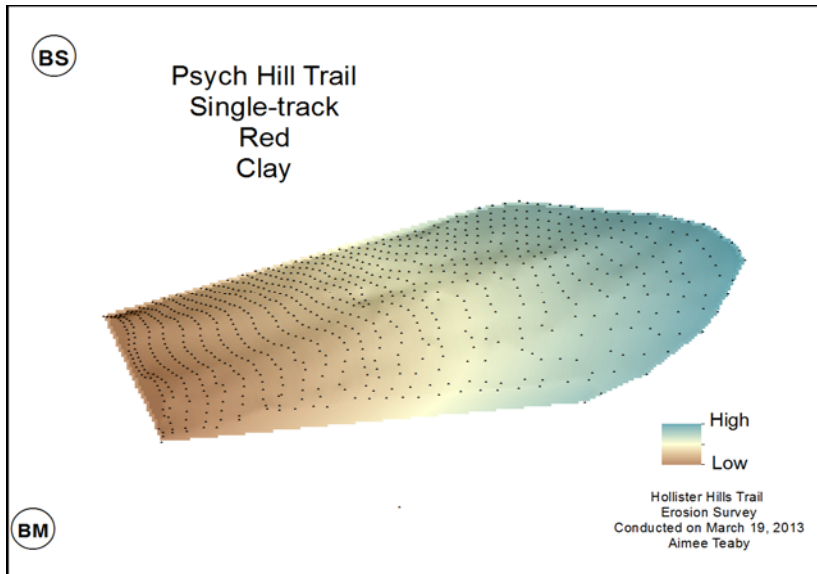 BS
Psych Hill Trail
Single-track
Red
Clay
High
Low
Hollister Hills Trail
Erosion Survey
Conducted on March 19, 2013
Aimee Teaby
BM